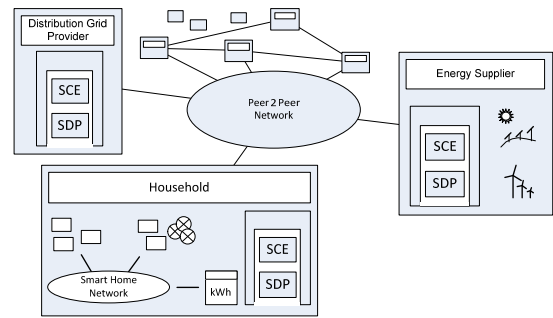 Distribution Grid
Provider
SCE
SDP
Peer 2 Peer
Network
Energy Supplier
SCE
SDP
Household
Smart Home
Network
kWh
SCE
SDP